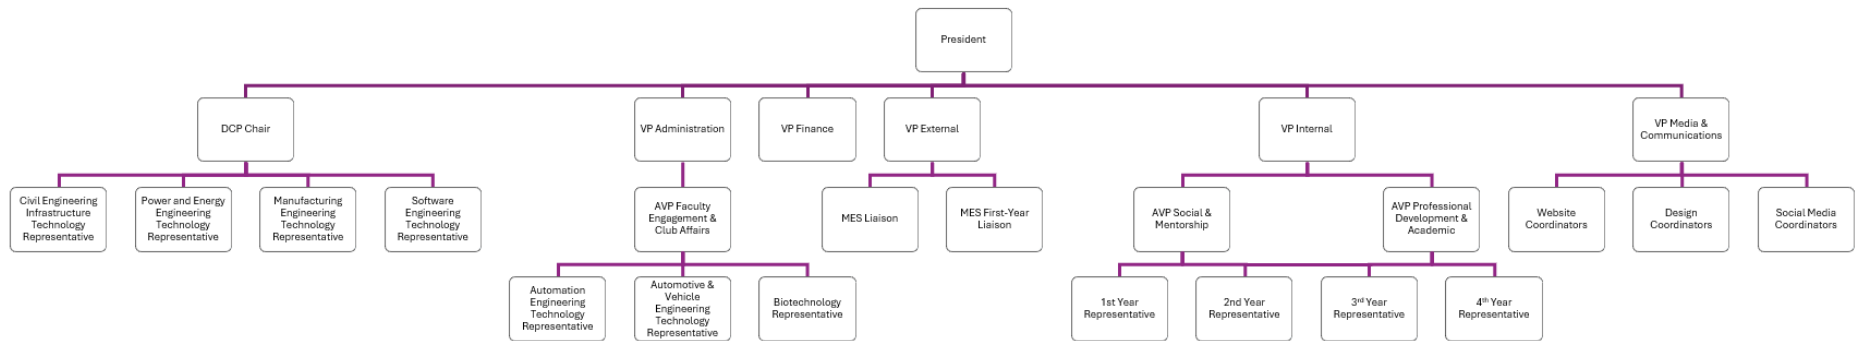 President
DCP Chair
VP Administration
VP Finance
VP External
VP Internal
VP Media &
Communications
Civil Engineering
Infrastructure
Technology
Representative
Power and Energy
Engineering
Technology
Representative
Manufacturing
Engineering
Technology
Representative
Software
Engineering
Technology
Representative
AVP Faculty
Engagement &
Club Affairs
MES Liaison
MES First-Year
Liaison
AVP Social &
Mentorship
AVP Professional
Development &
Academic
Website
Coordinators
Design
Coordinators
Social Media
Coordinators
Automation
Engineering
Technology
Representative
Automotive &
Vehicle
Engineering
Technology
Representative
Biotechnology
Representative
1st Year
Representative
2nd Year
Representative
3rd Year
Representative
4th Year
Representative